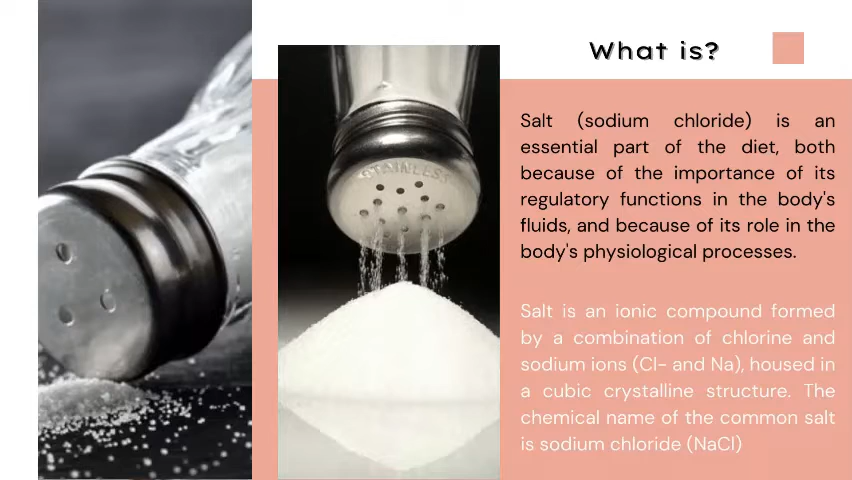 What is?
STAINLESS
Salt (sodium chloride) is an
essential part of the diet, both
because of the importance of its
regulatory functions in the body's
fluids, and because of its role in the
body's physiological processes.
Salt is an ionic compound formed
by a combination of chlorine and
sodium ions (Cl- and Na), housed in
a cubic crystalline structure. The
chemical name of the common salt
is sodium chloride (NaCl)